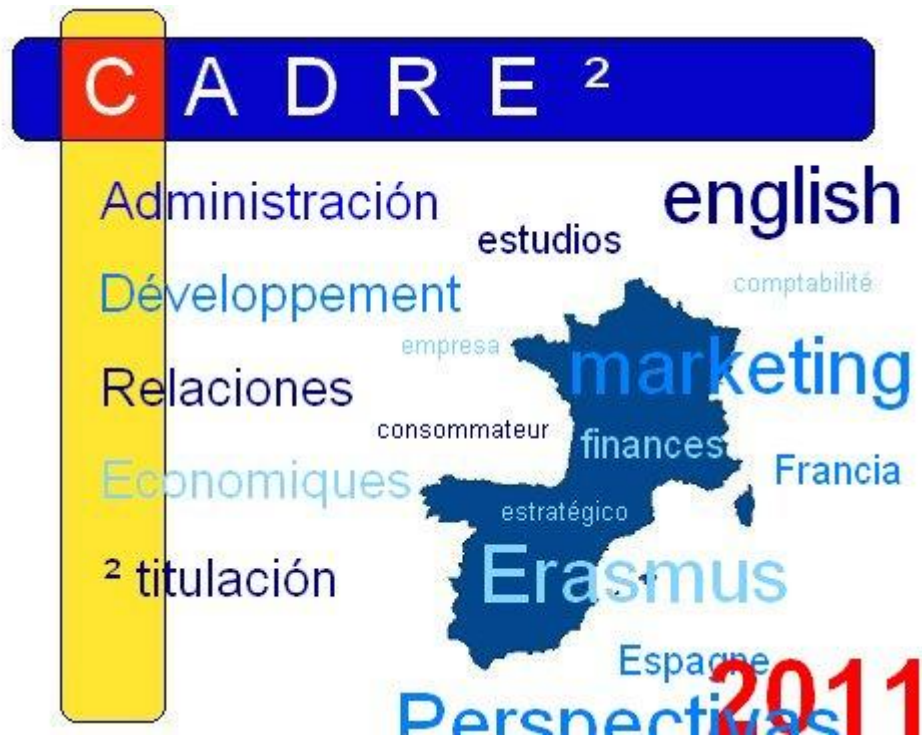 C A D R E ²
Administración
english
estudios
Développement
comptabilité
empresa
marketing
Relaciones
consommateur
finances
Francia
Economiques
estratégico
² titulación
Erasmus
Espagne
2011
Perspectivas